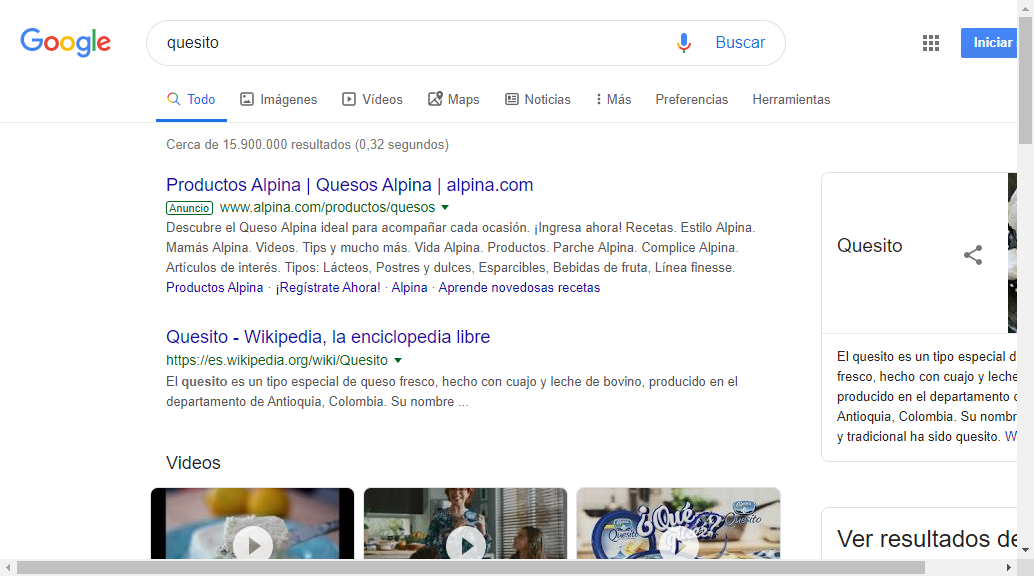 Google
quesito
Buscar
Iniciar
Todo
Imágenes
Vídeos
Maps
Noticias
Más
Preferencias
Herramientas
Cerca de 15.900.000 resultados (0,32 segundos)
Productos Alpina | Quesos Alpina | alpina.com
Anuncio www.alpina.com/productos/quesos
Descubre el Queso Alpina ideal para acompañar cada ocasión. ¡Ingresa ahora! Recetas. Estilo Alpina.
Mamás Alpina. Videos. Tips y mucho más. Vida Alpina. Productos. Parche Alpina. Complice Alpina.
Artículos de interés. Tipos: Lácteos, Postres y dulces, Esparcibles, Bebidas de fruta, Línea finesse.
Productos Alpina · ¡Regístrate Ahora! · Alpina · Aprende novedosas recetas
Quesito - Wikipedia, la enciclopedia libre
https://es.wikipedia.org/wiki/Quesito
El quesito es un tipo especial de queso fresco, hecho con cuajo y leche de bovino, producido en el
departamento de Antioquia, Colombia. Su nombre ...
Videos
¿Qué
Quesito
Quesito
Quesito
El quesito es un tipo especial d
fresco, hecho con cuajo y leche
producido en el departamento
Antioquia, Colombia. Su nombr
y tradicional ha sido quesito. W
Ver resultados de